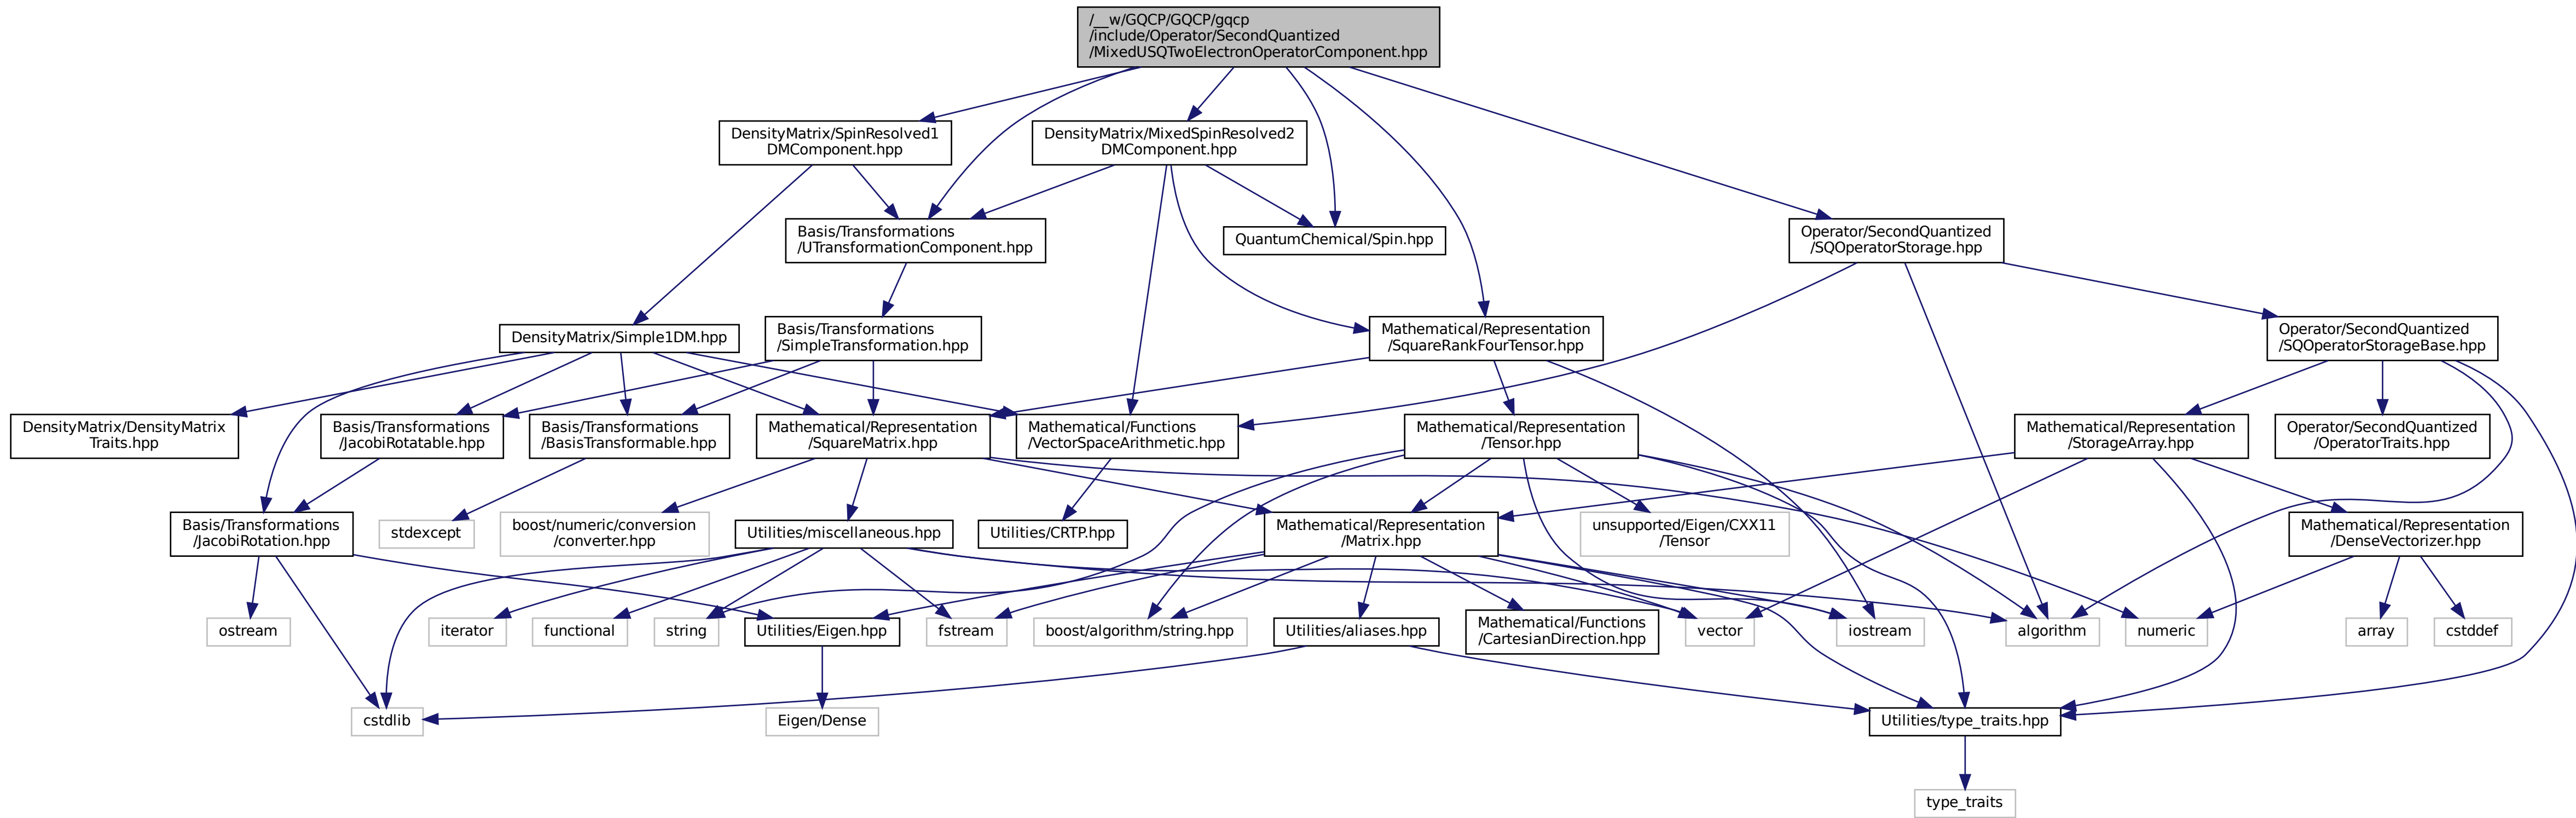 /__w/GQCP/GQCP/gqcp
/include/Operator/SecondQuantized
/MixedUSQTwoElectronOperatorComponent.hpp
DensityMatrix/SpinResolved1
DMComponent.hpp
DensityMatrix/MixedSpinResolved2
DMComponent.hpp
Basis/Transformations
/UTransformationComponent.hpp
QuantumChemical/Spin.hpp
Operator/SecondQuantized
/SQOperatorStorage.hpp
DensityMatrix/Simple1DM.hpp
Basis/Transformations
/SimpleTransformation.hpp
Mathematical/Representation
/SquareRankFourTensor.hpp
Operator/SecondQuantized
/SQOperatorStorageBase.hpp
DensityMatrix/DensityMatrix
Traits.hpp
Basis/Transformations
/JacobiRotatable.hpp
Basis/Transformations
/BasisTransformable.hpp
Mathematical/Representation
/SquareMatrix.hpp
Mathematical/Functions
/VectorSpaceArithmetic.hpp
Mathematical/Representation
/Tensor.hpp
Mathematical/Representation
/StorageArray.hpp
Operator/SecondQuantized
/OperatorTraits.hpp
Basis/Transformations
/JacobiRotation.hpp
stdexcept
boost/numeric/conversion
/converter.hpp
Utilities/miscellaneous.hpp
Utilities/CRTP.hpp
Mathematical/Representation
/Matrix.hpp
unsupported/Eigen/CXX11
/Tensor
Mathematical/Representation
/DenseVectorizer.hpp
ostream
iterator
functional
string
Utilities/Eigen.hpp
fstream
boost/algorithm/string.hpp
Utilities/aliases.hpp
Mathematical/Functions
/CartesianDirection.hpp
vector
iostream
algorithm
numeric
array
cstddef
cstdlib
Eigen/Dense
Utilities/type_traits.hpp
type_traits